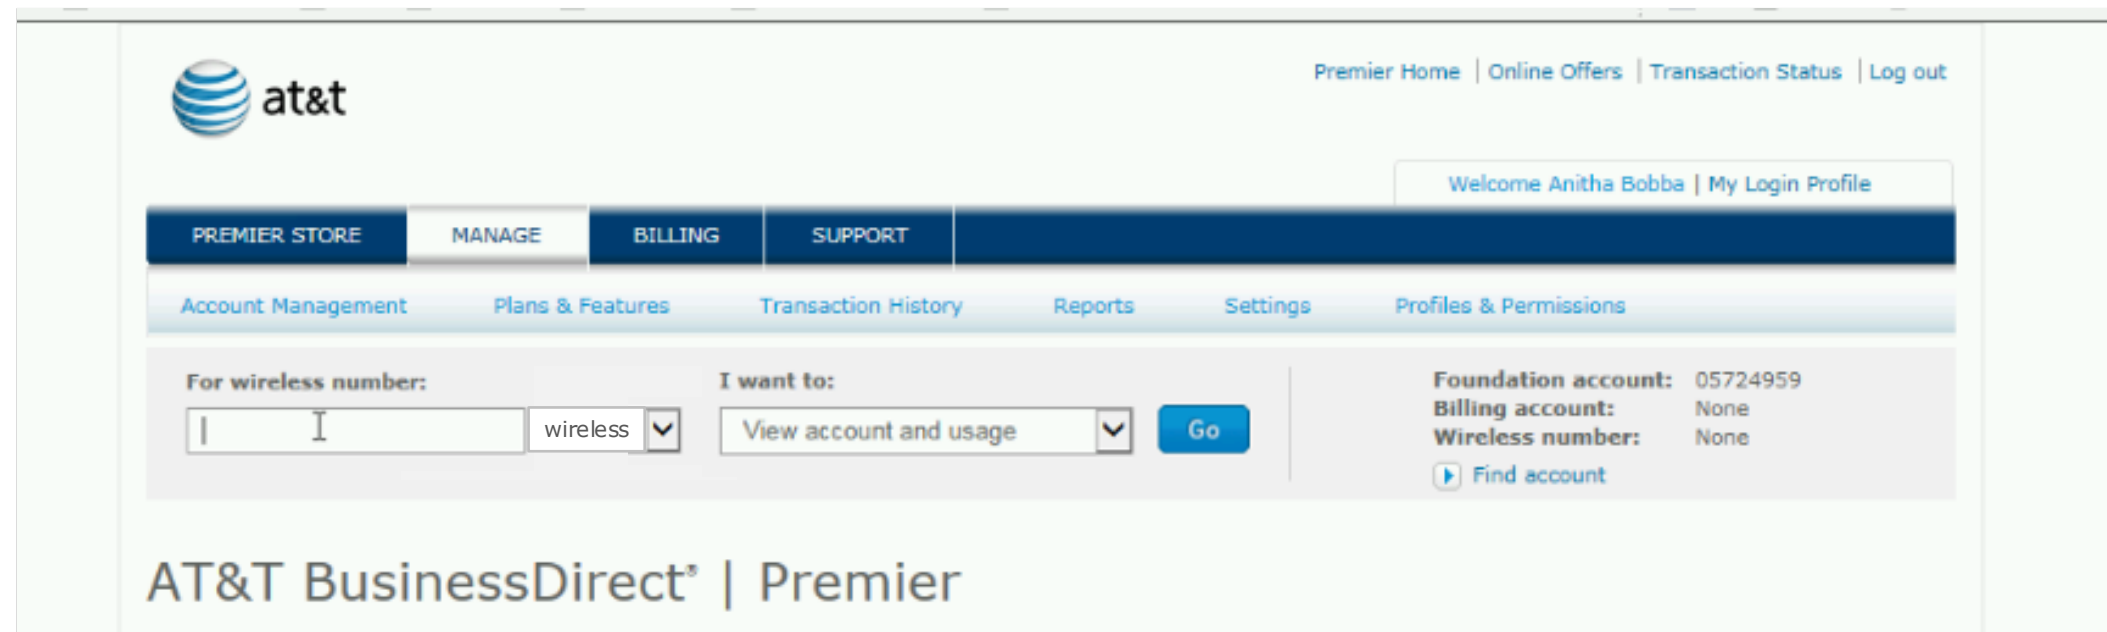 at&t
Premier Home | Online Offers | Transaction Status | Log out
Welcome Anitha Bobba | My Login Profile
PREMIER STORE MANAGE BILLING SUPPORT
Account Management Plans & Features Transaction History Reports Settings Profiles & Permissions
For wireless number: I want to: Foundation account: 05724959
Billing account: None
wireless View account and usage Go Wireless number: None
Find account
AT&T BusinessDirect® | Premier